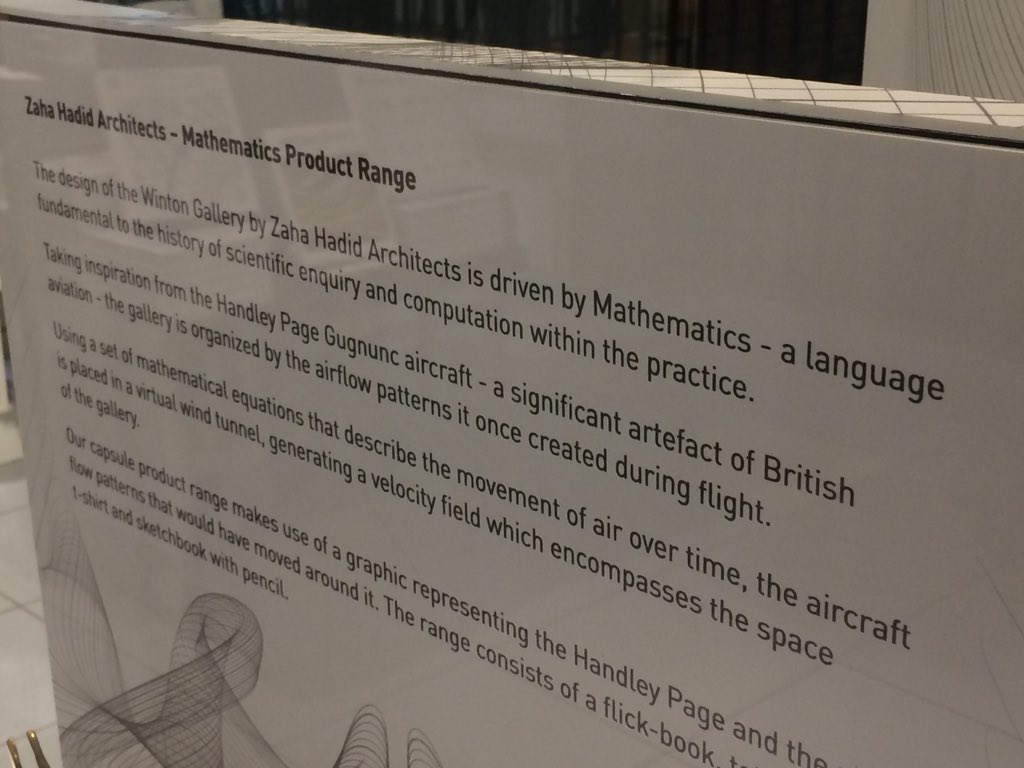 Zaha Hadid Architects – Mathematics Product Range
The design of the Winton Gallery by Zaha Hadid Architects is driven by Mathematics - a language
fundamental to the history of scientific enquiry and computation within the practice.
Taking inspiration from the Handley Page Gugnunc aircraft - a significant artefact of British
aviation - the gallery is organized by the airflow patterns it once created during flight.
Using a set of mathematical equations that describe the movement of air over time, the aircraft
is placed in a virtual wind tunnel, generating a velocity field which encompasses the space
of the gallery.
Our capsule product range makes use of a graphic representing the Handley Page and the
flow patterns that would have moved around it. The range consists of a flick-book,
t-shirt and sketchbook with pencil.